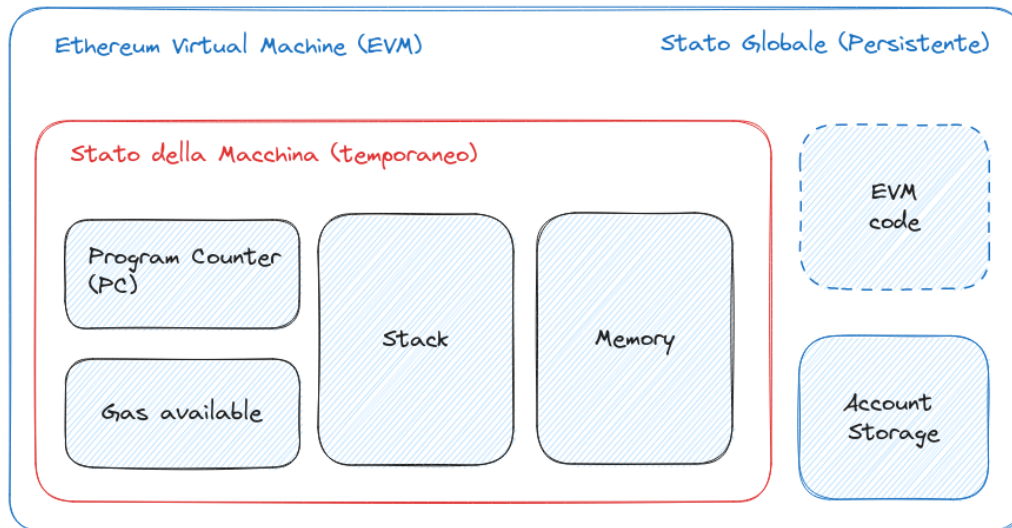 Ethereum Virtual Machine (EVM)
Stato Globale (Persistente)
Stato della Macchina (temporaneo)
Program Counter
(PC)
Gas available
Stack
Memory
EVM
code
Account
Storage